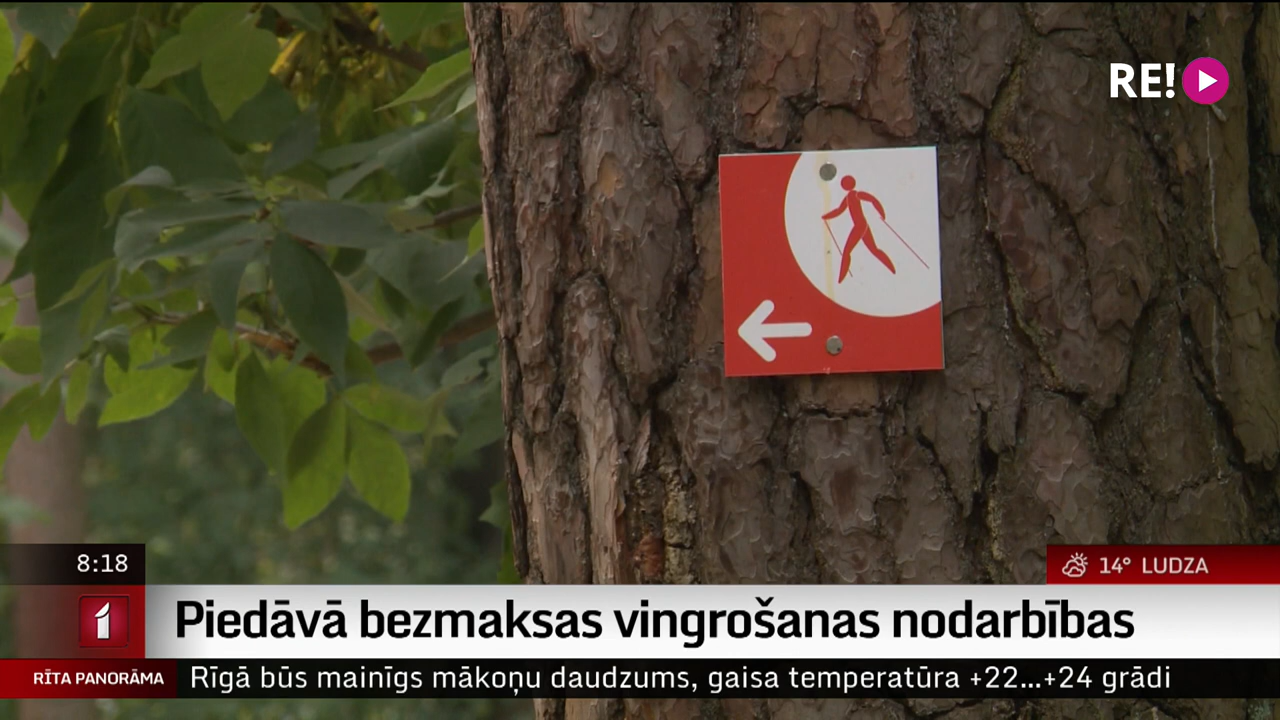 RE!
8:18
14° LUDZA
1
Piedāvā bezmaksas vingrošanas nodarbības
RĪTA PANORĀMA
Rīgā būs mainīgs mākoņu daudzums, gaisa temperatūra +22...+24 grādi